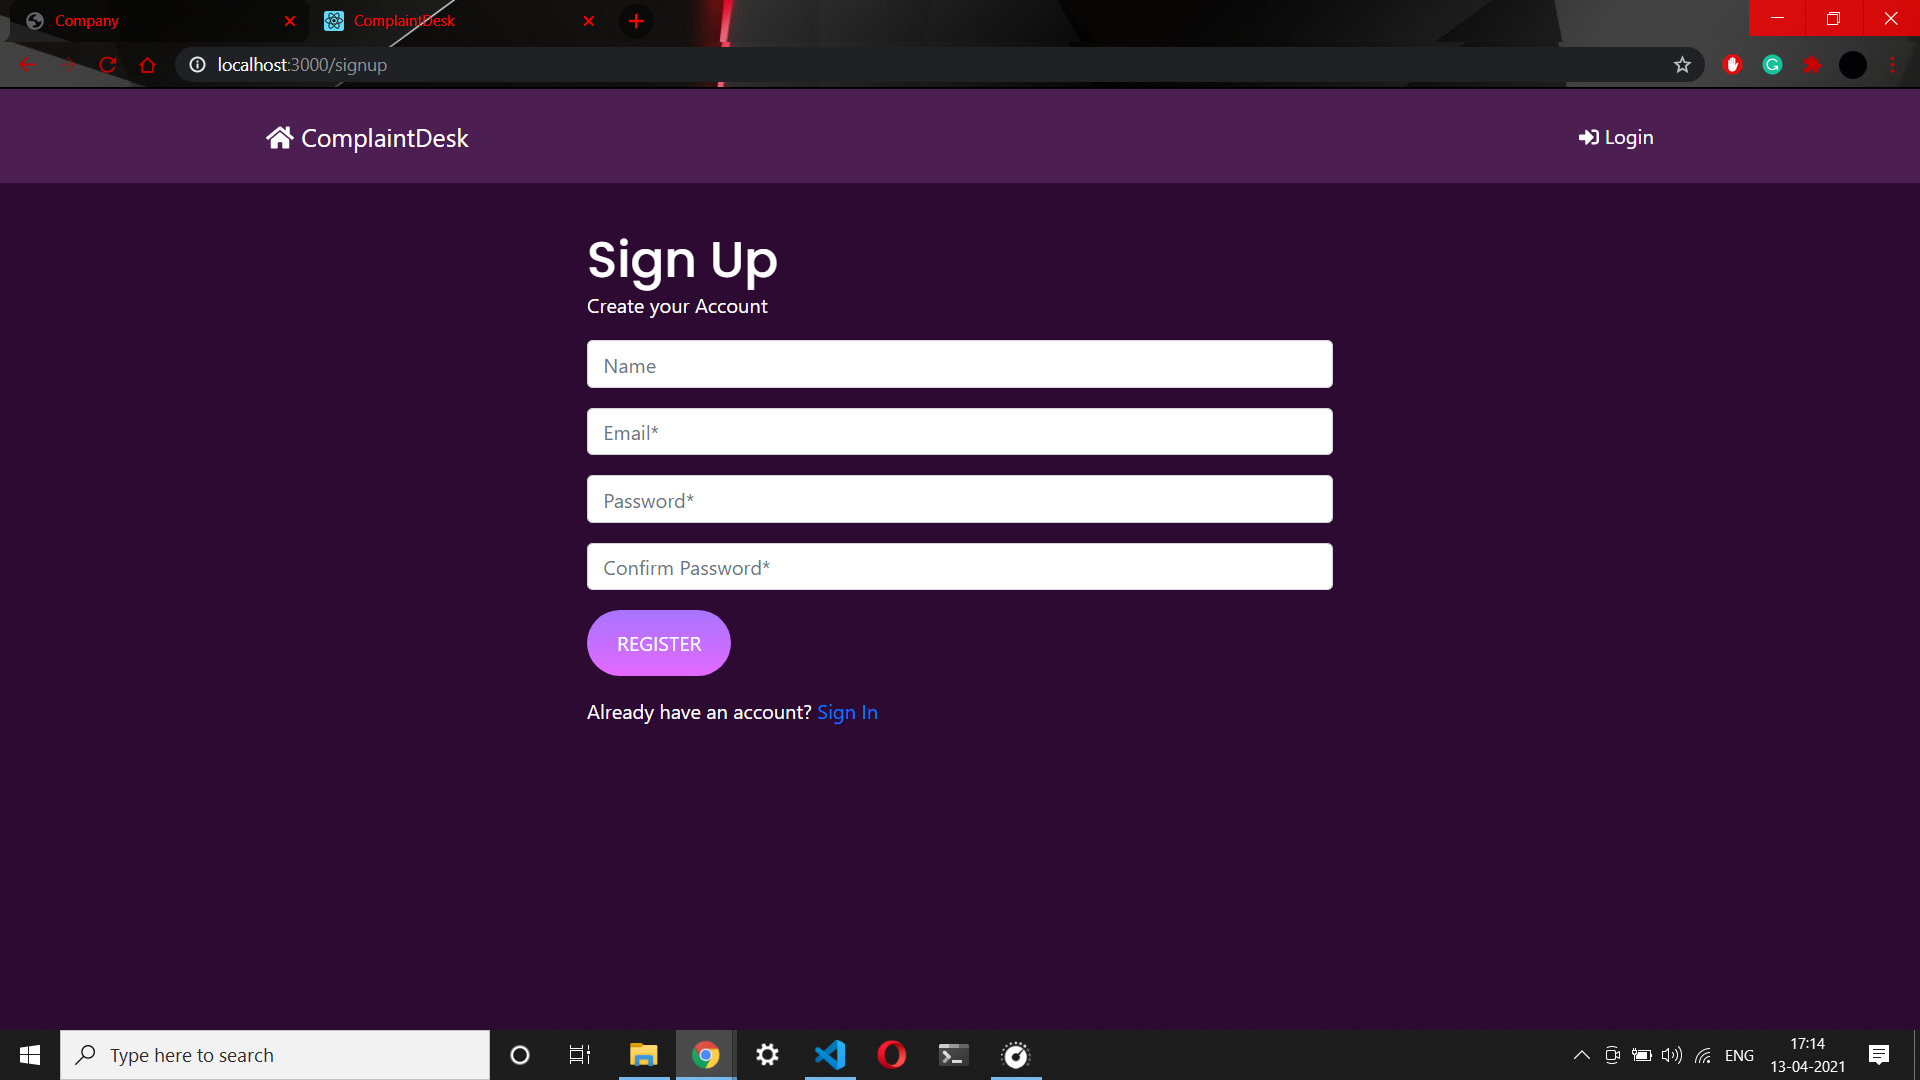 Company
ComplaintDesk
localhost:3000/signup
ComplaintDesk
Login
Sign Up
Create your Account
Name
Email*
Password*
Confirm Password*
REGISTER
Already have an account? Sign In
Type here to search
ENG
17:14
13-04-2021